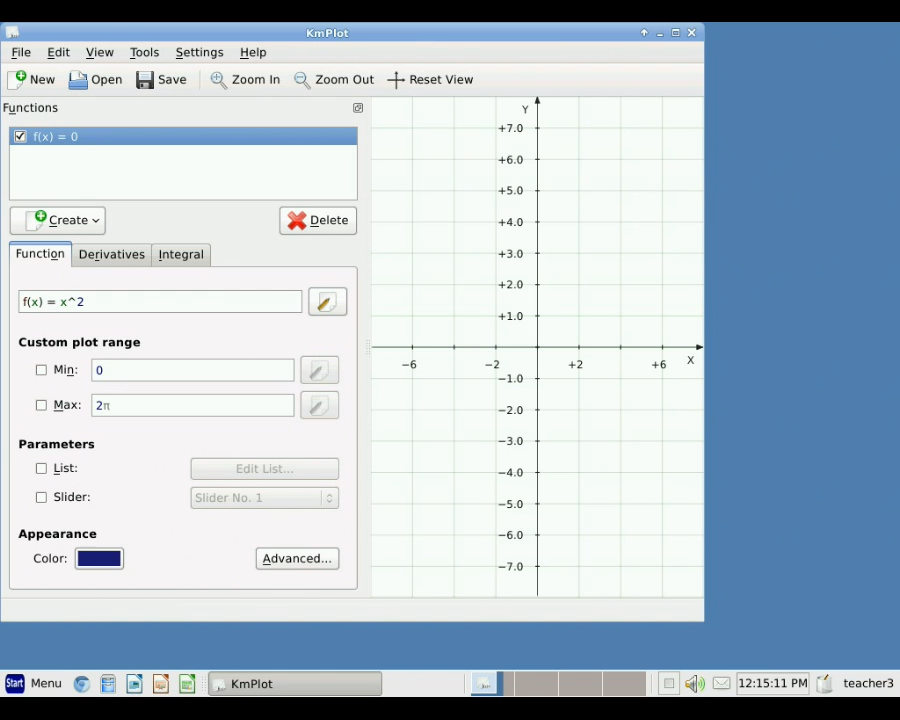 KmPlot
File Edit View Tools Settings Help
New Open Save Zoom In Zoom Out Reset View
Functions
f(x) = 0
Create Delete
Function Derivatives Integral
f(x) = x^2
Custom plot range
Min: 0
Max: 2π
Parameters
List: Edit List...
Slider: Slider No. 1
Appearance
Color: Advanced...
Y
+7.0
+6.0
+5.0
+4.0
+3.0
+2.0
+1.0
−6 −2 +2 +6 X
−1.0
−2.0
−3.0
−4.0
−5.0
−6.0
−7.0
Start Menu KmPlot 12:15:11 PM teacher3